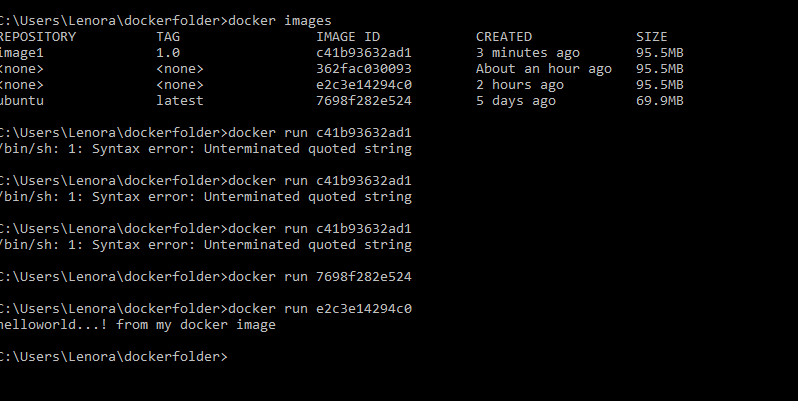 C:\Users\Lenora\dockerfolder>docker images
REPOSITORY TAG IMAGE ID CREATED SIZE
image1 1.0 c41b93632ad1 3 minutes ago 95.5MB
<none> <none> 362fac030093 About an hour ago 95.5MB
<none> <none> e2c3e14294c0 2 hours ago 95.5MB
ubuntu latest 7698f282e524 5 days ago 69.9MB
C:\Users\Lenora\dockerfolder>docker run c41b93632ad1
/bin/sh: 1: Syntax error: Unterminated quoted string
C:\Users\Lenora\dockerfolder>docker run c41b93632ad1
/bin/sh: 1: Syntax error: Unterminated quoted string
C:\Users\Lenora\dockerfolder>docker run c41b93632ad1
/bin/sh: 1: Syntax error: Unterminated quoted string
C:\Users\Lenora\dockerfolder>docker run 7698f282e524
C:\Users\Lenora\dockerfolder>docker run e2c3e14294c0
helloworld...! from my docker image
C:\Users\Lenora\dockerfolder>